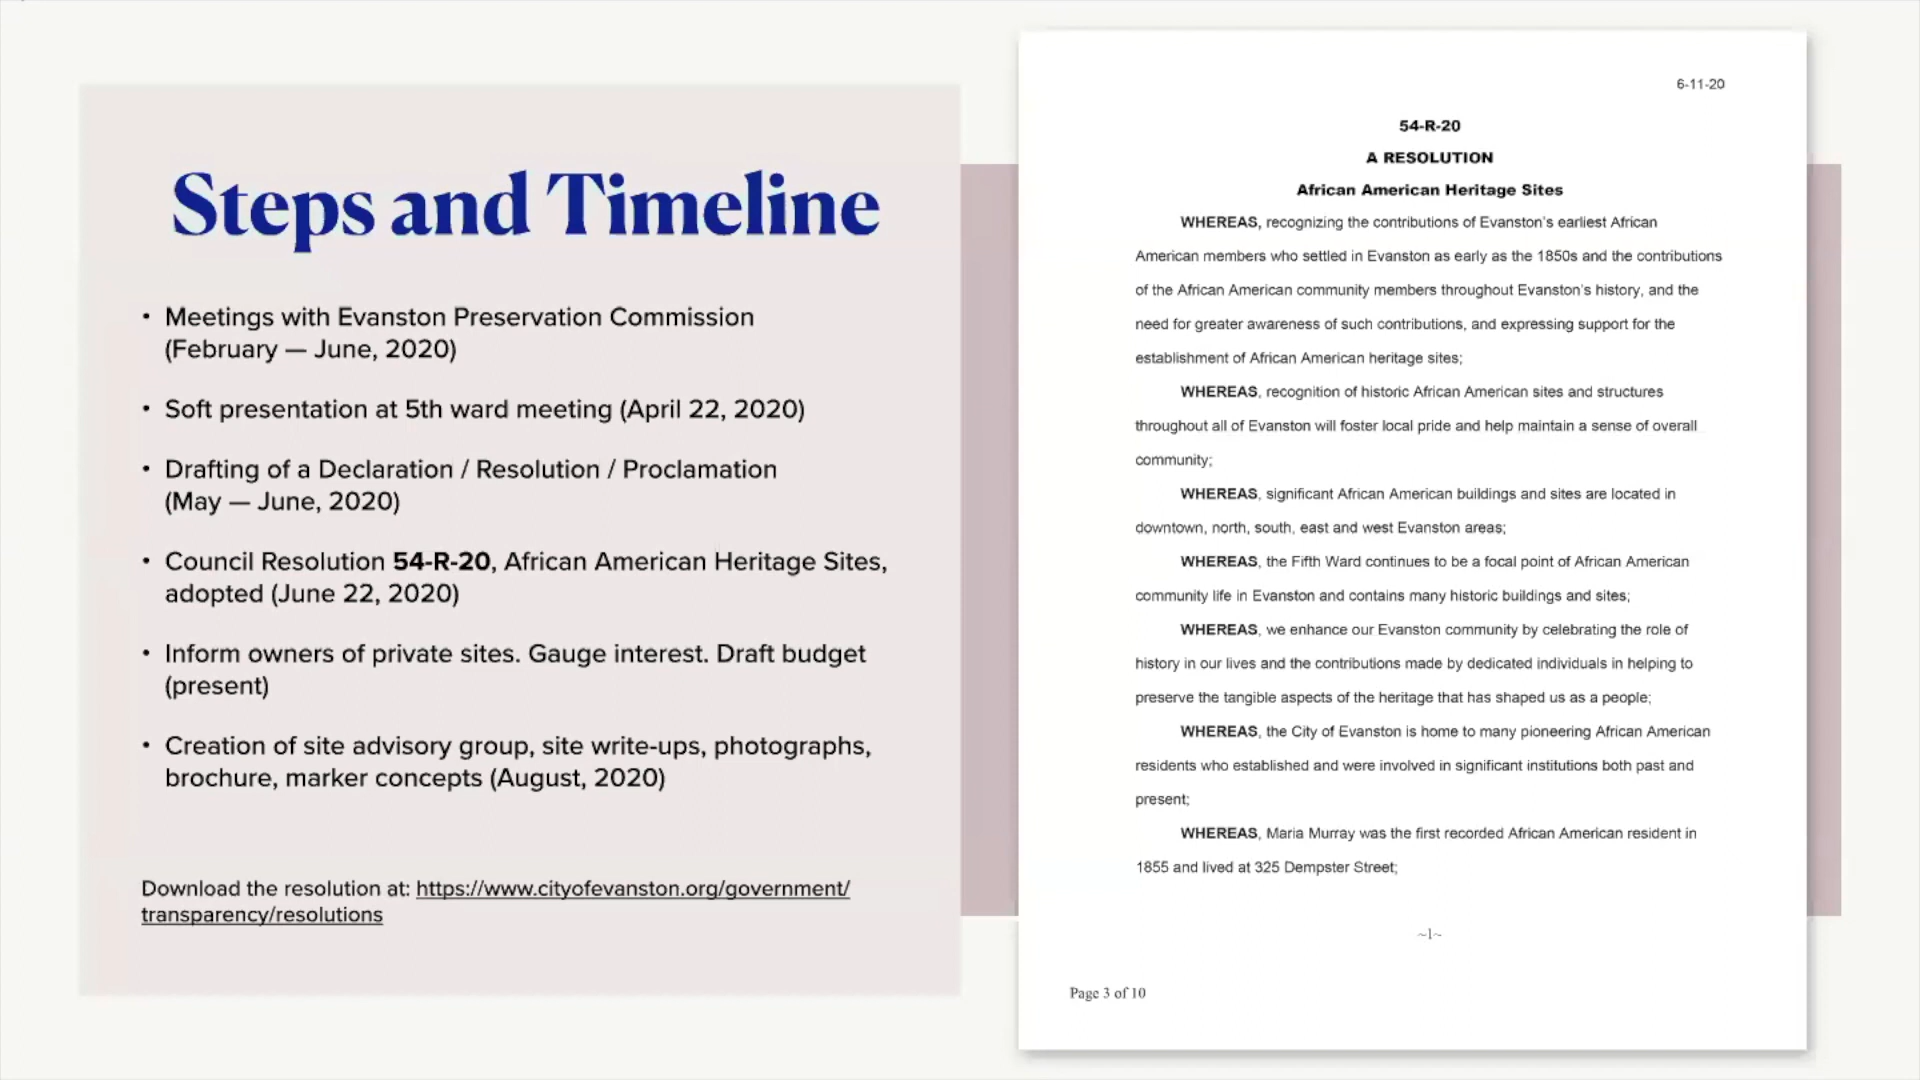 Steps and Timeline
• Meetings with Evanston Preservation Commission
(February — June, 2020)
• Soft presentation at 5th ward meeting (April 22, 2020)
• Drafting of a Declaration / Resolution / Proclamation
(May — June, 2020)
• Council Resolution 54-R-20, African American Heritage Sites,
adopted (June 22, 2020)
• Inform owners of private sites. Gauge interest. Draft budget
(present)
• Creation of site advisory group, site write-ups, photographs,
brochure, marker concepts (August, 2020)
Download the resolution at: https://www.cityofevanston.org/government/
transparency/resolutions
6-11-20
54-R-20
A RESOLUTION
African American Heritage Sites
WHEREAS, recognizing the contributions of Evanston's earliest African
American members who settled in Evanston as early as the 1850s and the contributions
of the African American community members throughout Evanston's history, and the
need for greater awareness of such contributions, and expressing support for the
establishment of African American heritage sites;
WHEREAS, recognition of historic African American sites and structures
throughout all of Evanston will foster local pride and help maintain a sense of overall
community;
WHEREAS, significant African American buildings and sites are located in
downtown, north, south, east and west Evanston areas;
WHEREAS, the Fifth Ward continues to be a focal point of African American
community life in Evanston and contains many historic buildings and sites;
WHEREAS, we enhance our Evanston community by celebrating the role of
history in our lives and the contributions made by dedicated individuals in helping to
preserve the tangible aspects of the heritage that has shaped us as a people;
WHEREAS, the City of Evanston is home to many pioneering African American
residents who established and were involved in significant institutions both past and
present;
WHEREAS, Maria Murray was the first recorded African American resident in
1855 and lived at 325 Dempster Street;
~1~
Page 3 of 10